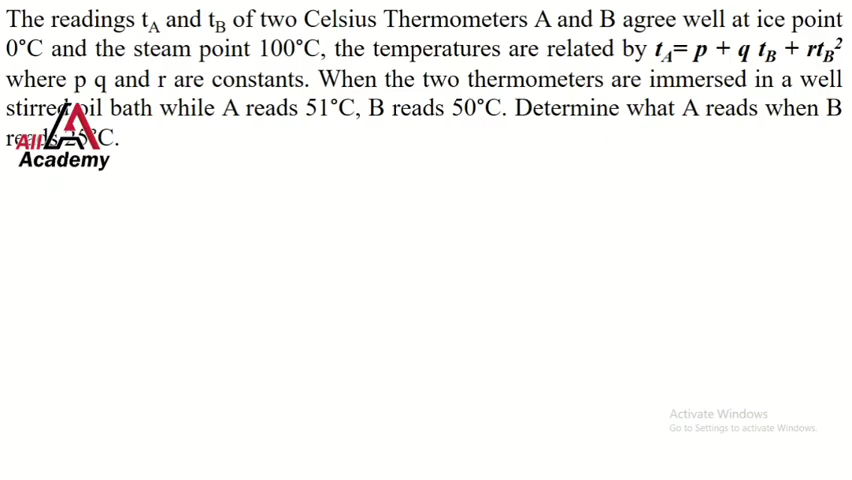 The readings tA and tB of two Celsius Thermometers A and B agree well at ice point
0°C and the steam point 100°C, the temperatures are related by tA= p + q tB + rtB²
where p q and r are constants. When the two thermometers are immersed in a well
stirred oil bath while A reads 51°C, B reads 50°C. Determine what A reads when B
reads 25°C.
All A
Academy
Activate Windows
Go to Settings to activate Windows.